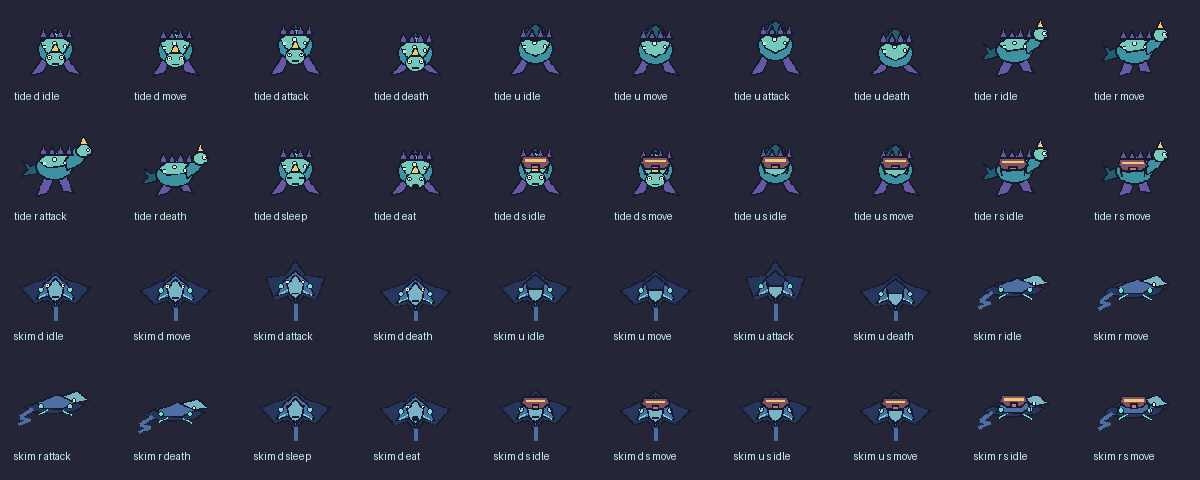 tide d idle tide d move tide d attack tide d death tide u idle tide u move tide u attack tide u death tide r idle tide r move
tide r attack tide r death tide d sleep tide d eat tide d s idle tide d s move tide u s idle tide u s move tide r s idle tide r s move
skim d idle skim d move skim d attack skim d death skim u idle skim u move skim u attack skim u death skim r idle skim r move
skim r attack skim r death skim d sleep skim d eat skim d s idle skim d s move skim u s idle skim u s move skim r s idle skim r s move